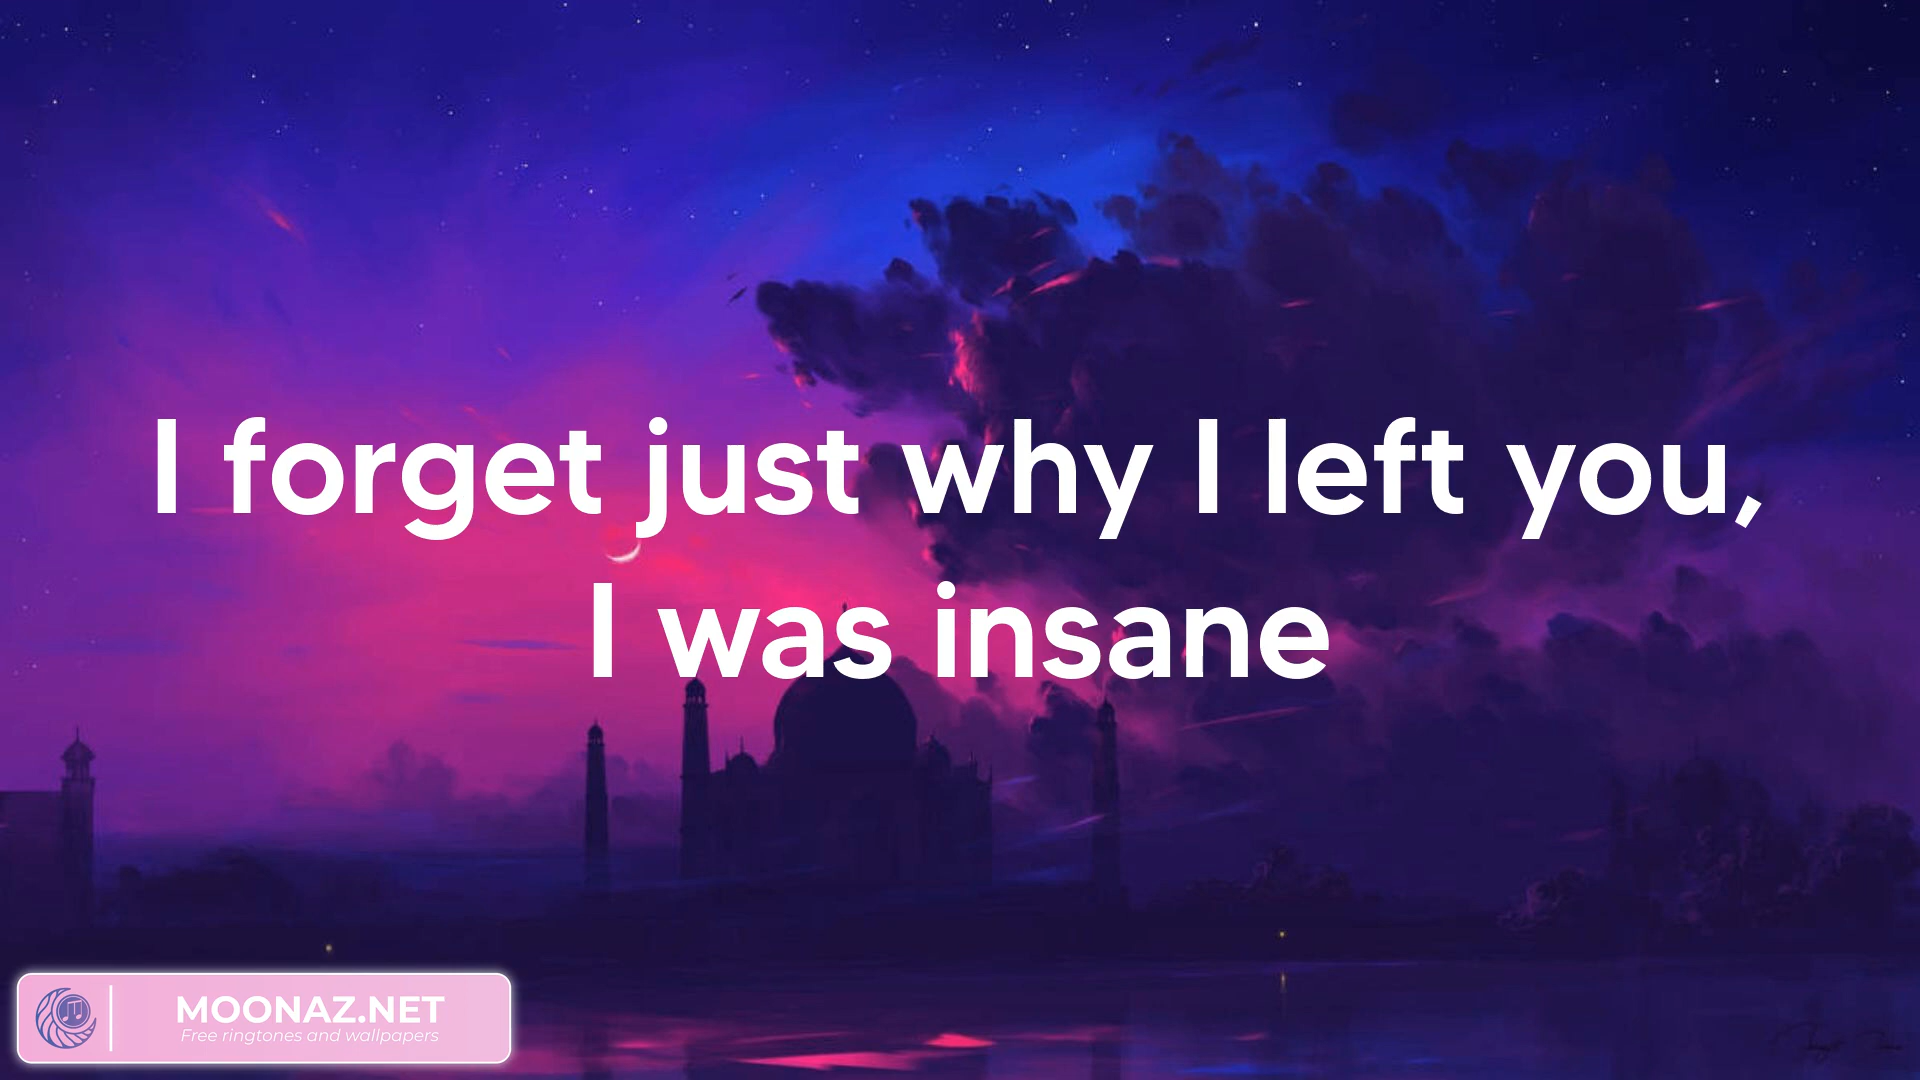 I forget just why I left you,
I was insane
MOONAZ.NET
Free ringtones and wallpapers